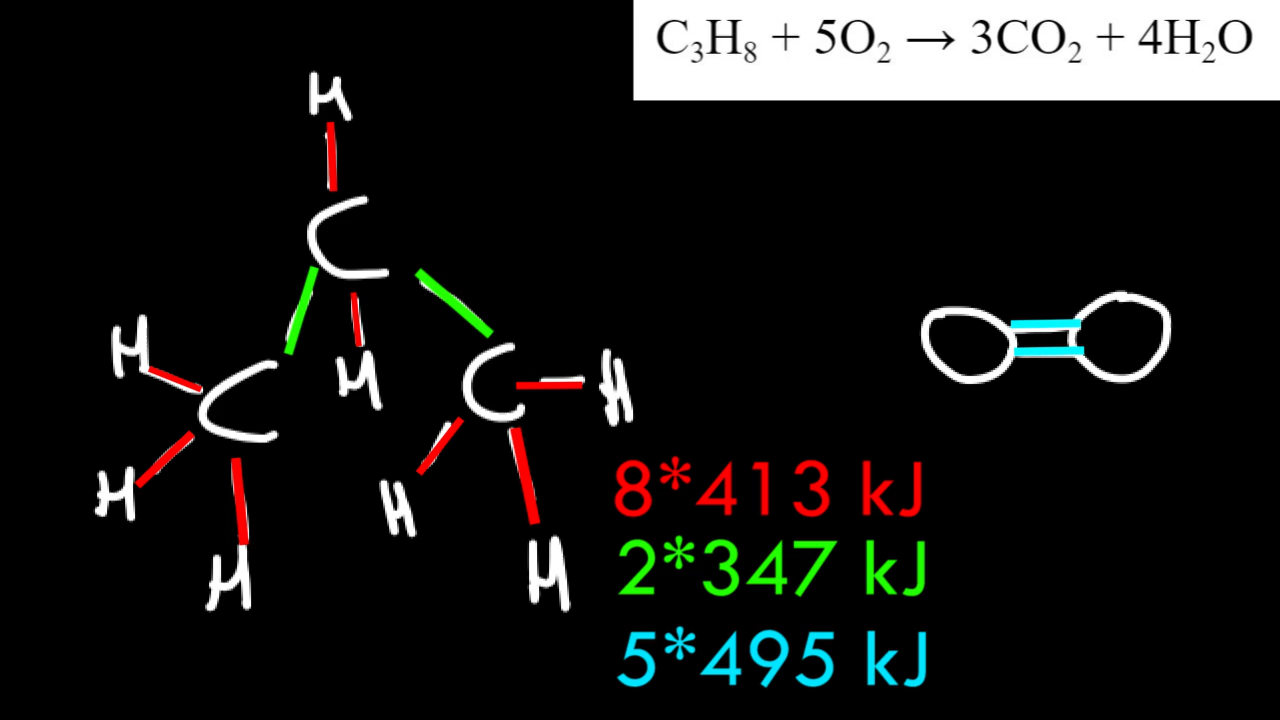 C₃H₈ + 5O₂ → 3CO₂ + 4H₂O
H
C
H
H
C
C
H
H
H
H
H
H
O=O
8*413 kJ
2*347 kJ
5*495 kJ